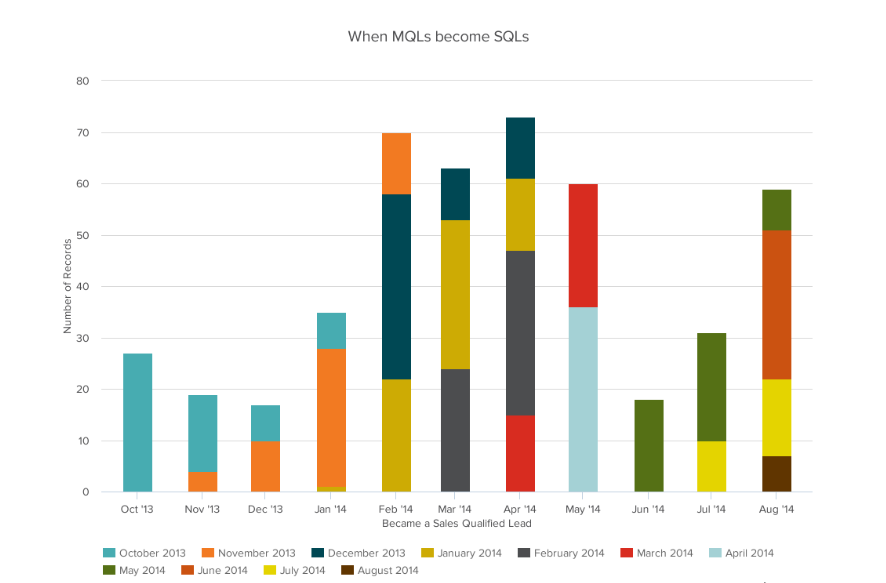 When MQLs become SQLs
80
70
60
50
40
30
20
10
0
Number of Records
Oct '13 Nov '13 Dec '13 Jan '14 Feb '14 Mar '14 Apr '14 May '14 Jun '14 Jul '14 Aug '14
Became a Sales Qualified Lead
October 2013 November 2013 December 2013 January 2014 February 2014 March 2014 April 2014
May 2014 June 2014 July 2014 August 2014